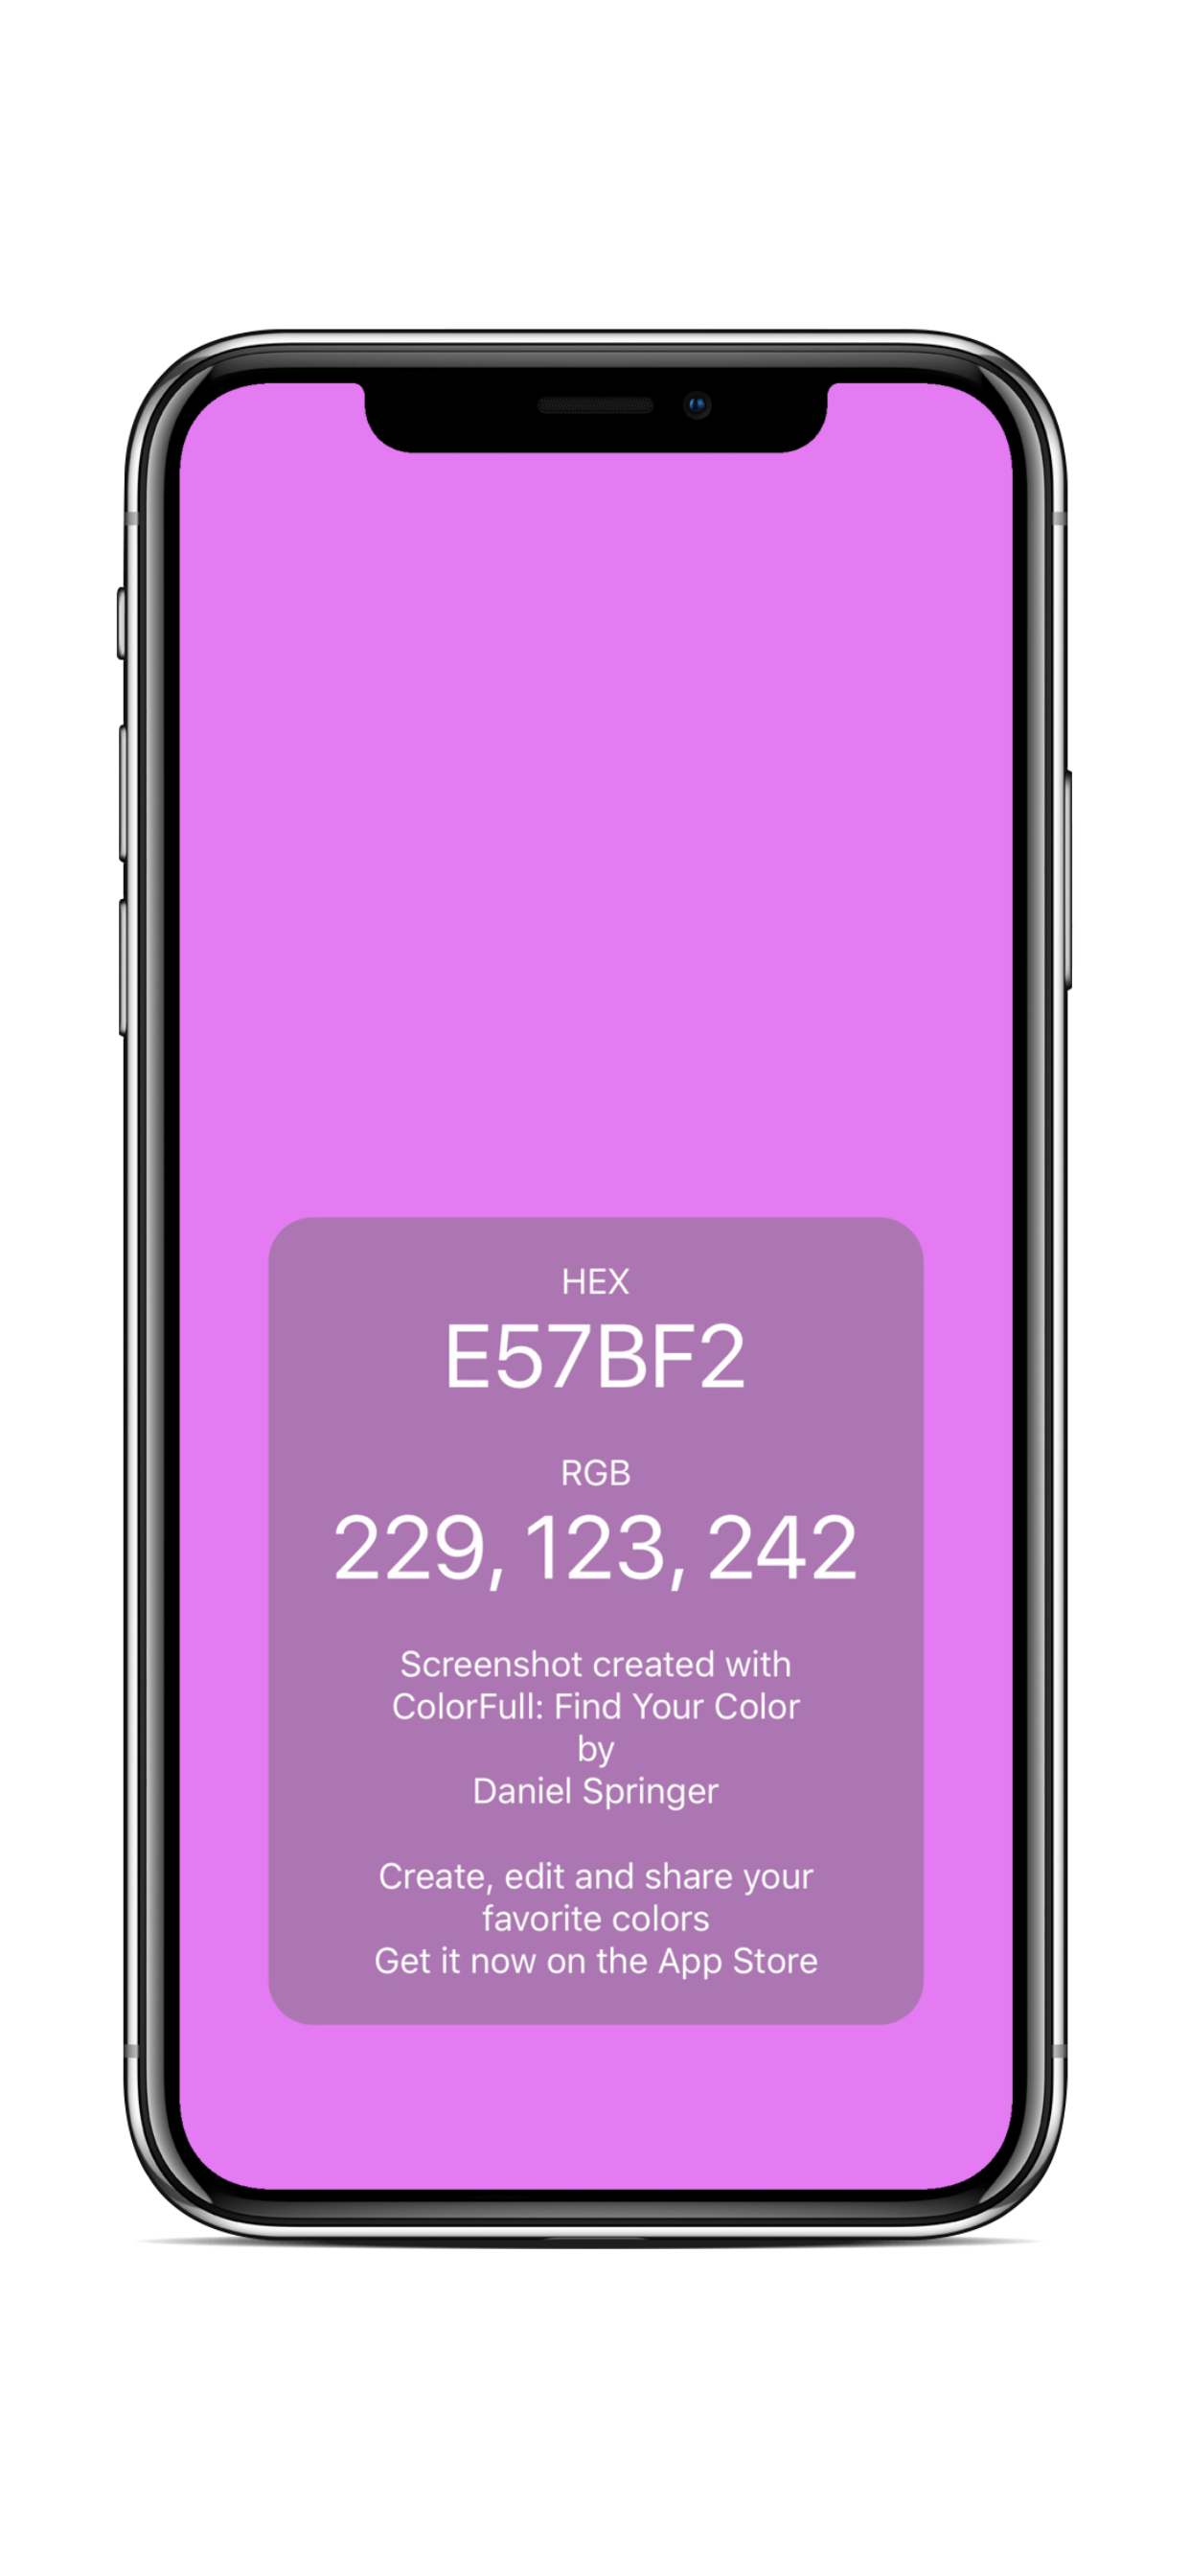 HEX
E57BF2
RGB
229, 123, 242
Screenshot created with
ColorFull: Find Your Color
by
Daniel Springer
Create, edit and share your
favorite colors
Get it now on the App Store